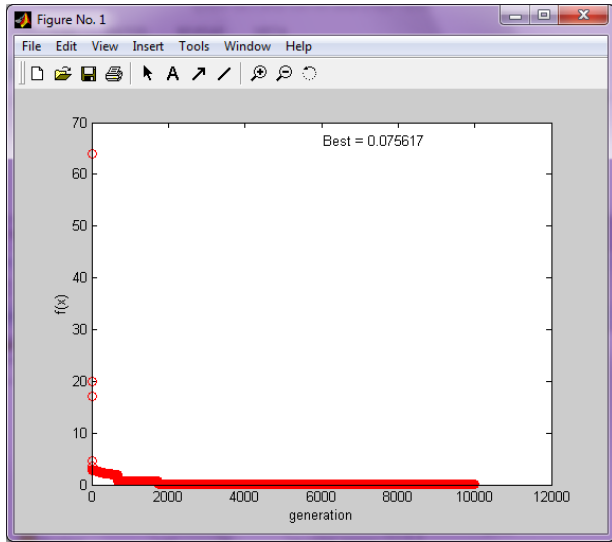 Figure No. 1
File Edit View Insert Tools Window Help
Best = 0.075617
70
60
50
40
30
20
10
0
f(x)
0 2000 4000 6000 8000 10000 12000
generation